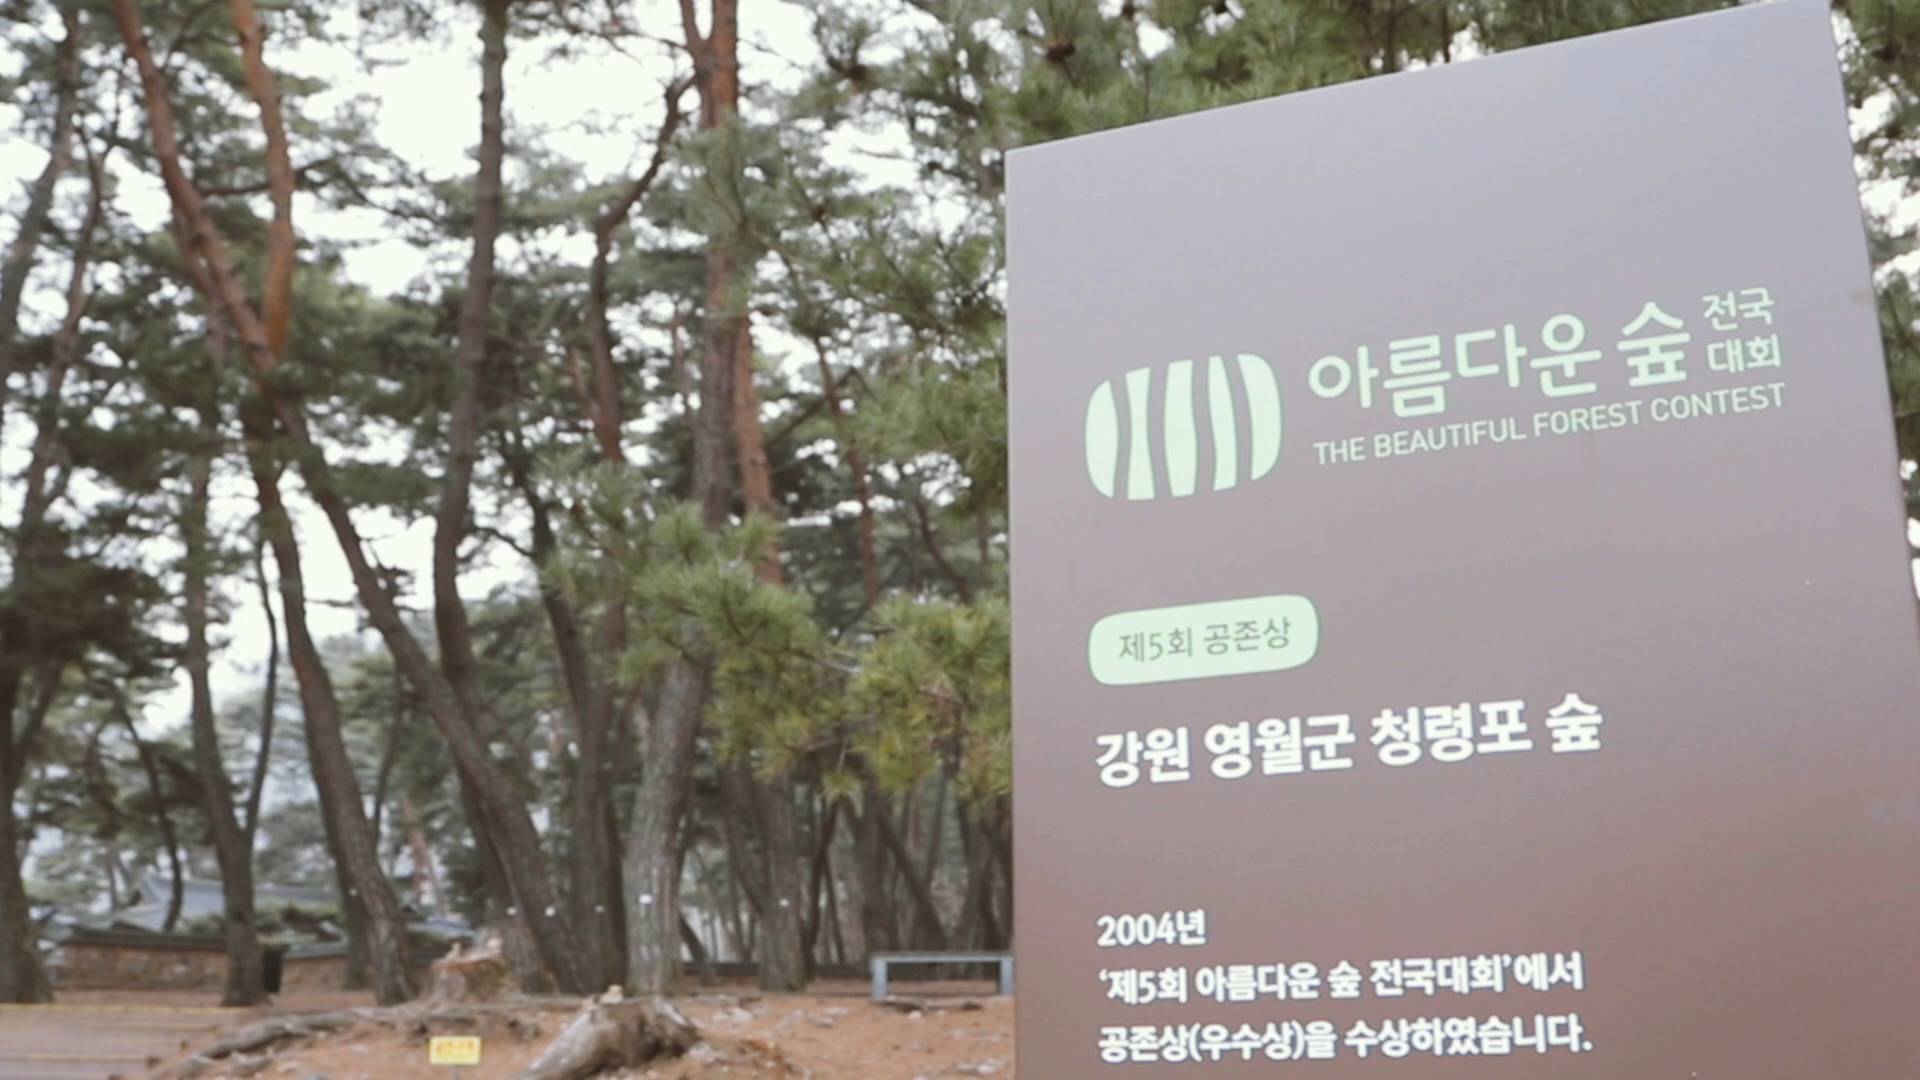 아름다운 숲 전국
대회
THE BEAUTIFUL FOREST CONTEST
제5회 공존상
강원 영월군 청령포 숲
2004년
‘제5회 아름다운 숲 전국대회’에서
공존상(우수상)을 수상하였습니다.